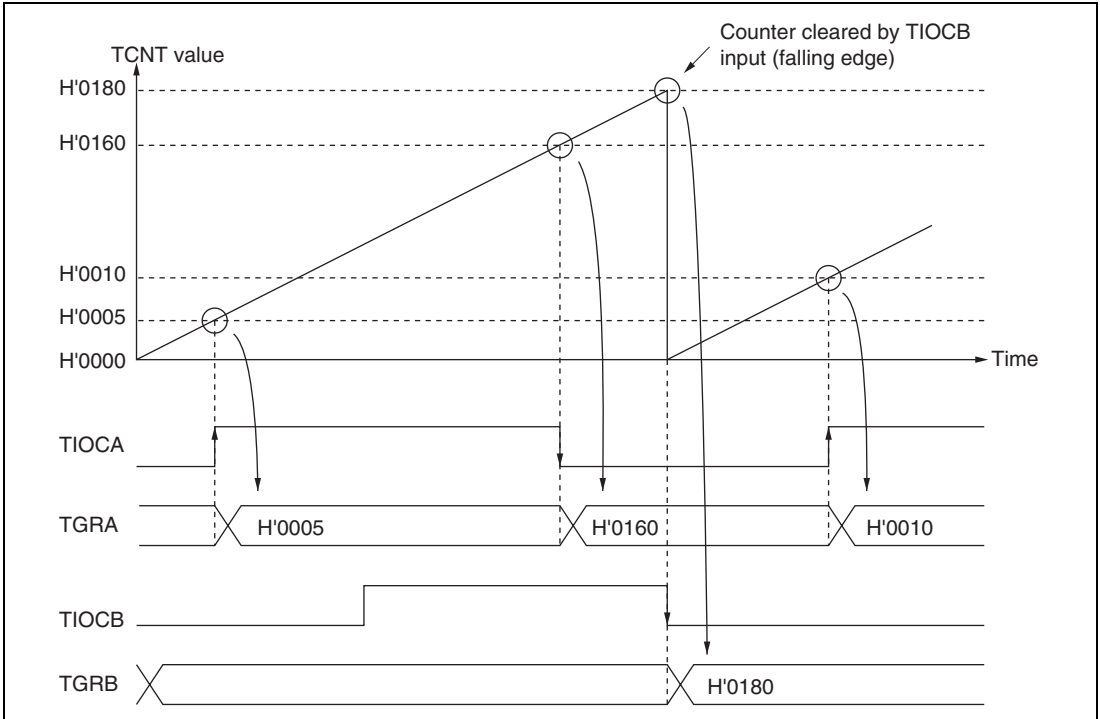 Counter cleared by TIOCB
input (falling edge)
TCNT value
H'0180
H'0160
H'0010
H'0005
H'0000
Time
TIOCA
TGRA
H'0005
H'0160
H'0010
TIOCB
TGRB
H'0180